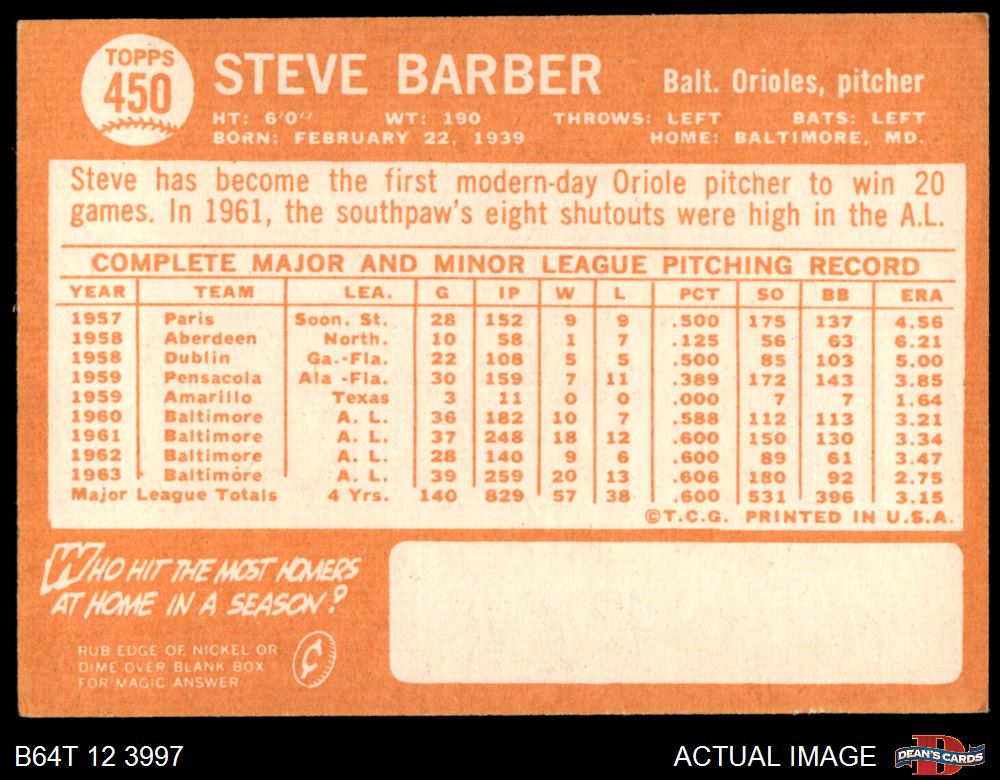 TOPPS
450
STEVE BARBER
Balt. Orioles, pitcher
HT: 6'0" WT: 190 THROWS: LEFT BATS: LEFT
BORN: FEBRUARY 22, 1939 HOME: BALTIMORE, MD.
Steve has become the first modern-day Oriole pitcher to win 20
games. In 1961, the southpaw's eight shutouts were high in the A.L.
COMPLETE MAJOR AND MINOR LEAGUE PITCHING RECORD
YEAR TEAM LEA. G IP W L PCT SO BB ERA
1957 Paris Soon. St. 28 152 9 9 .500 175 137 4.56
1958 Aberdeen North. 10 58 1 7 .125 56 63 6.21
1958 Dublin Ga.-Fla. 22 108 5 5 .500 85 103 5.00
1959 Pensacola Ala -Fla. 30 159 7 11 .389 172 143 3.85
1959 Amarillo Texas 3 11 0 0 .000 7 7 1.64
1960 Baltimore A. L. 36 182 10 7 .588 112 113 3.21
1961 Baltimore A. L. 37 248 18 12 .600 150 130 3.34
1962 Baltimore A. L. 28 140 9 6 .600 89 61 3.47
1963 Baltimore A. L. 39 259 20 13 .606 180 92 2.75
Major League Totals 4 Yrs. 140 829 57 38 .600 531 396 3.15
©T.C.G. PRINTED IN U.S.A.
WHO HIT THE MOST HOMERS
AT HOME IN A SEASON?
RUB EDGE OF NICKEL OR
DIME OVER BLANK BOX
FOR MAGIC ANSWER
¢
B64T 12 3997
ACTUAL IMAGE
DEAN'S CARDS